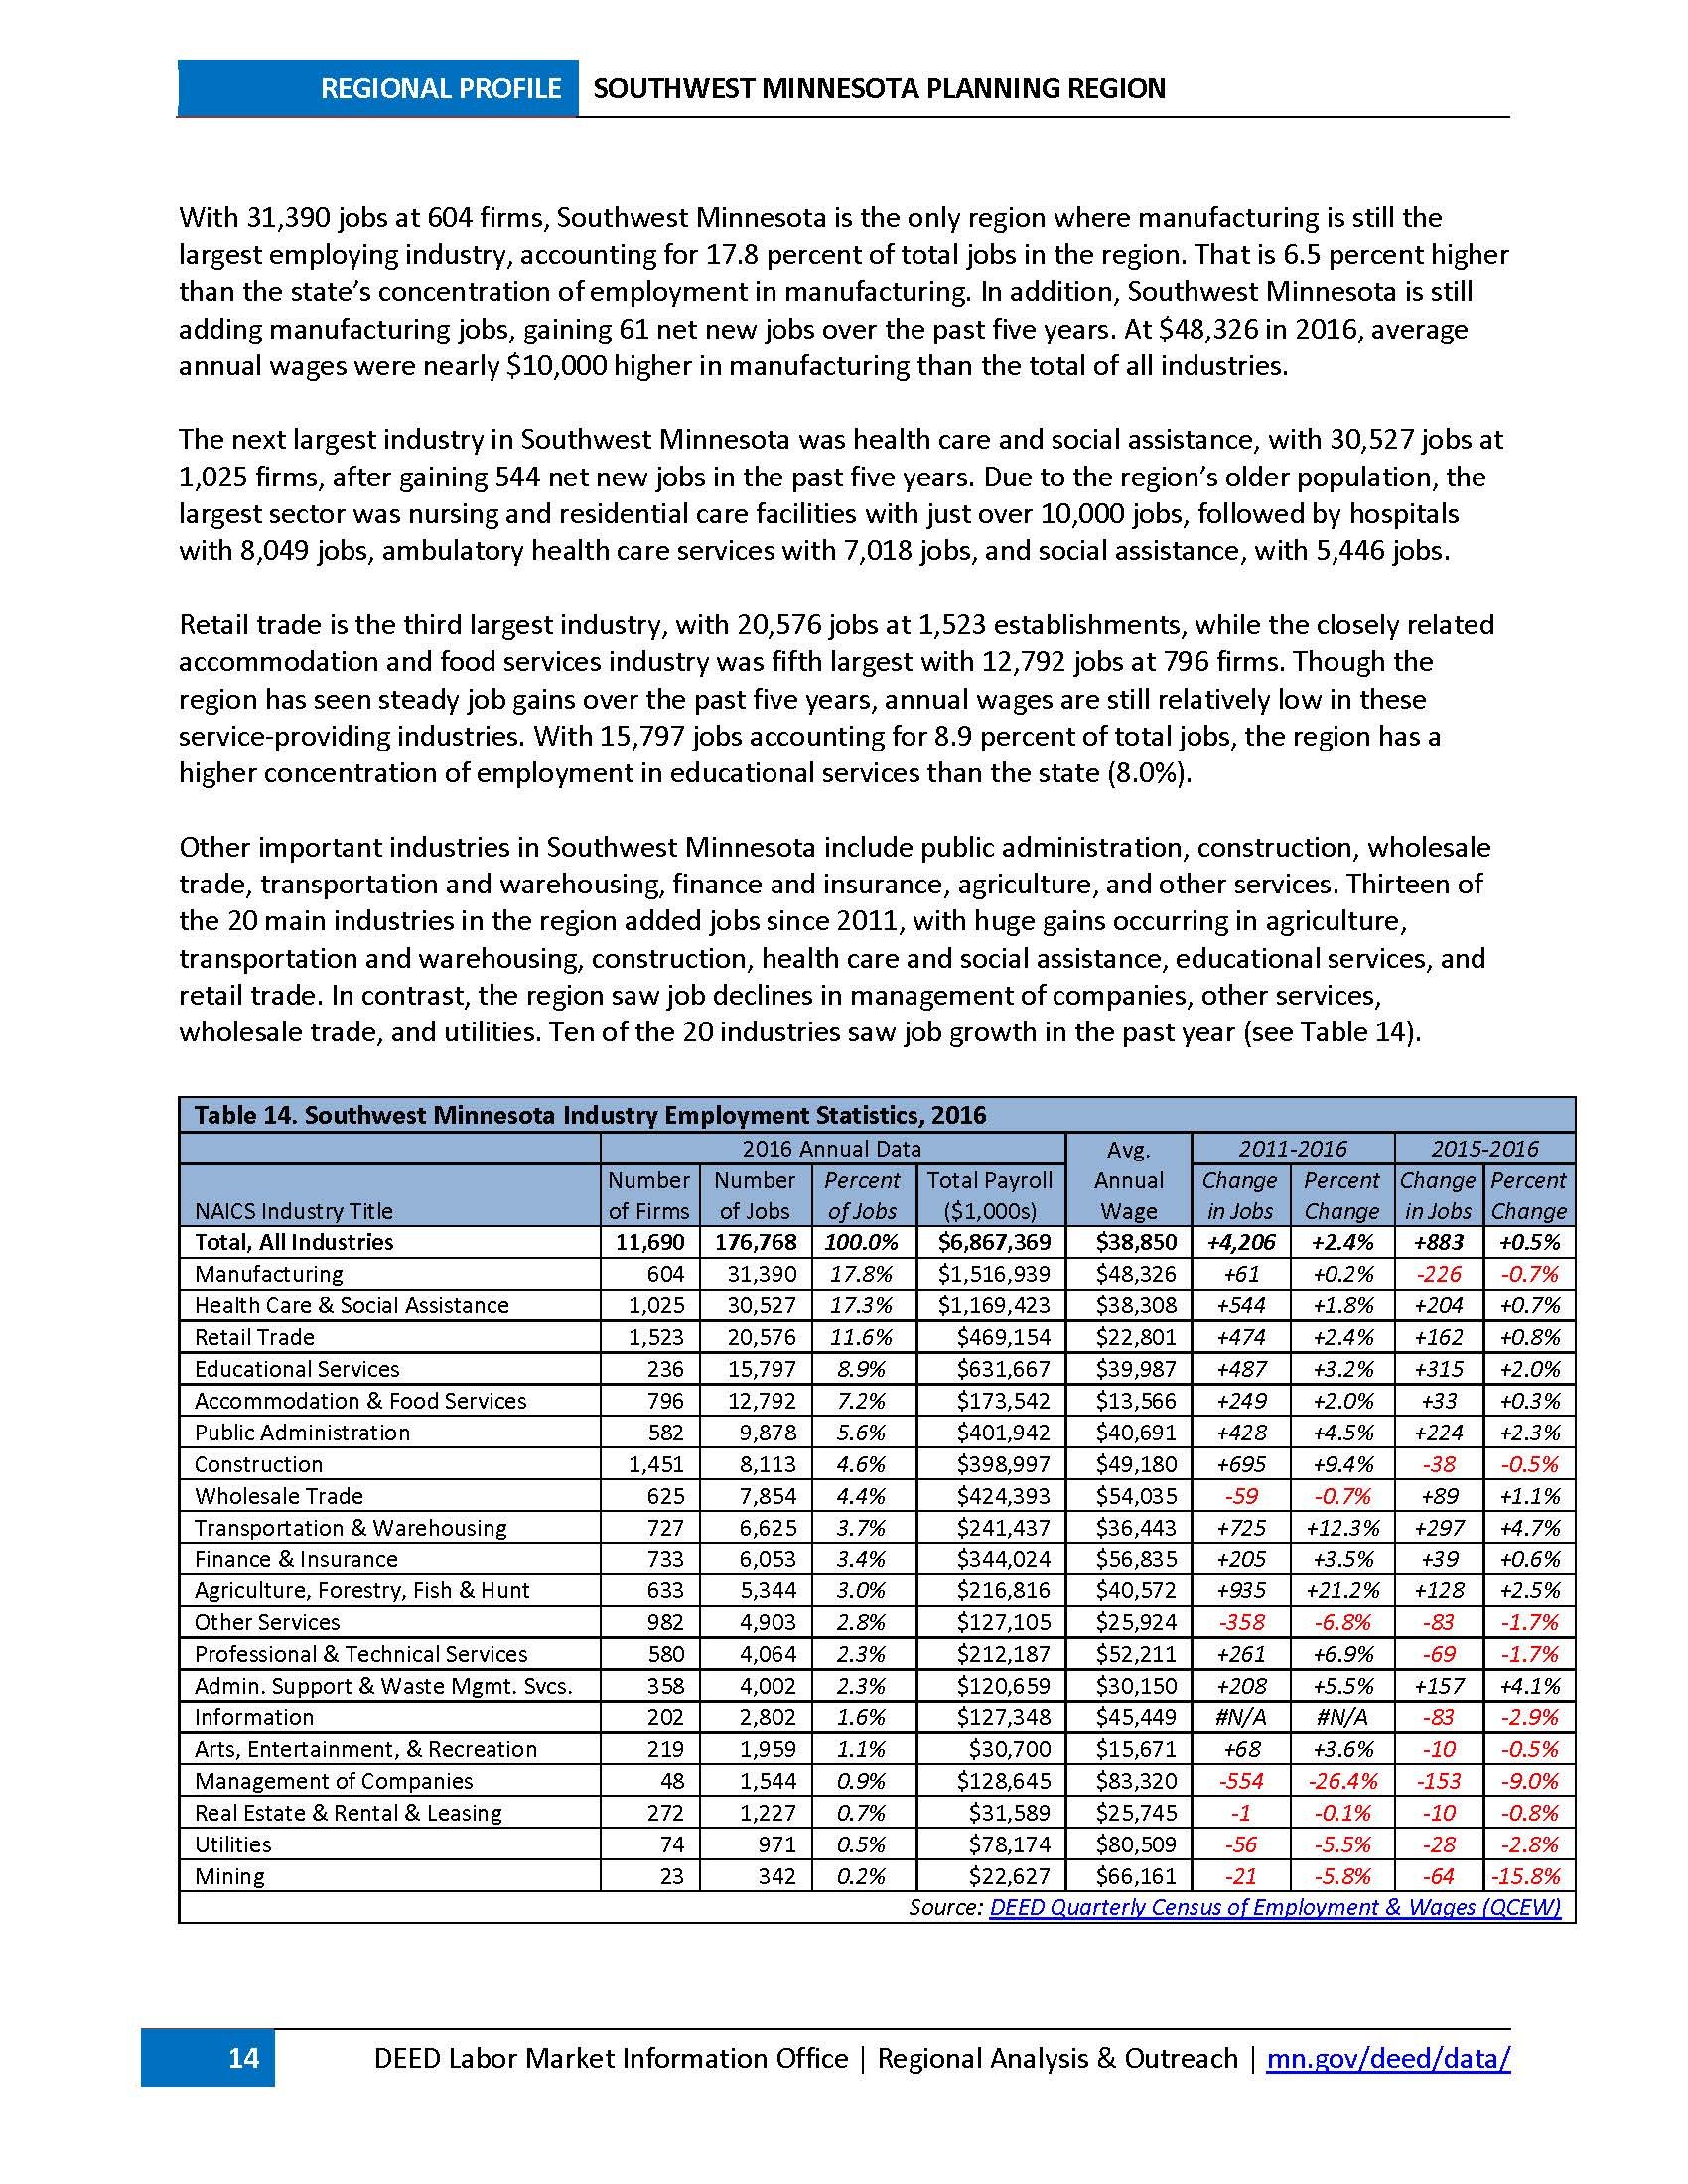 REGIONAL PROFILE SOUTHWEST MINNESOTA PLANNING REGION
With 31,390 jobs at 604 firms, Southwest Minnesota is the only region where manufacturing is still the
largest employing industry, accounting for 17.8 percent of total jobs in the region. That is 6.5 percent higher
than the state’s concentration of employment in manufacturing. In addition, Southwest Minnesota is still
adding manufacturing jobs, gaining 61 net new jobs over the past five years. At $48,326 in 2016, average
annual wages were nearly $10,000 higher in manufacturing than the total of all industries.
The next largest industry in Southwest Minnesota was health care and social assistance, with 30,527 jobs at
1,025 firms, after gaining 544 net new jobs in the past five years. Due to the region’s older population, the
largest sector was nursing and residential care facilities with just over 10,000 jobs, followed by hospitals
with 8,049 jobs, ambulatory health care services with 7,018 jobs, and social assistance, with 5,446 jobs.
Retail trade is the third largest industry, with 20,576 jobs at 1,523 establishments, while the closely related
accommodation and food services industry was fifth largest with 12,792 jobs at 796 firms. Though the
region has seen steady job gains over the past five years, annual wages are still relatively low in these
service-providing industries. With 15,797 jobs accounting for 8.9 percent of total jobs, the region has a
higher concentration of employment in educational services than the state (8.0%).
Other important industries in Southwest Minnesota include public administration, construction, wholesale
trade, transportation and warehousing, finance and insurance, agriculture, and other services. Thirteen of
the 20 main industries in the region added jobs since 2011, with huge gains occurring in agriculture,
transportation and warehousing, construction, health care and social assistance, educational services, and
retail trade. In contrast, the region saw job declines in management of companies, other services,
wholesale trade, and utilities. Ten of the 20 industries saw job growth in the past year (see Table 14).
Table 14. Southwest Minnesota Industry Employment Statistics, 2016
2016 Annual Data Avg. 2011-2016 2015-2016
Number Number Percent Total Payroll Annual Change Percent Change Percent
NAICS Industry Title of Firms of Jobs of Jobs ($1,000s) Wage in Jobs Change in Jobs Change
Total, All Industries 11,690 176,768 100.0% $6,867,369 $38,850 +4,206 +2.4% +883 +0.5%
Manufacturing 604 31,390 17.8% $1,516,939 $48,326 +61 +0.2% -226 -0.7%
Health Care & Social Assistance 1,025 30,527 17.3% $1,169,423 $38,308 +544 +1.8% +204 +0.7%
Retail Trade 1,523 20,576 11.6% $469,154 $22,801 +474 +2.4% +162 +0.8%
Educational Services 236 15,797 8.9% $631,667 $39,987 +487 +3.2% +315 +2.0%
Accommodation & Food Services 796 12,792 7.2% $173,542 $13,566 +249 +2.0% +33 +0.3%
Public Administration 582 9,878 5.6% $401,942 $40,691 +428 +4.5% +224 +2.3%
Construction 1,451 8,113 4.6% $398,997 $49,180 +695 +9.4% -38 -0.5%
Wholesale Trade 625 7,854 4.4% $424,393 $54,035 -59 -0.7% +89 +1.1%
Transportation & Warehousing 727 6,625 3.7% $241,437 $36,443 +725 +12.3% +297 +4.7%
Finance & Insurance 733 6,053 3.4% $344,024 $56,835 +205 +3.5% +39 +0.6%
Agriculture, Forestry, Fish & Hunt 633 5,344 3.0% $216,816 $40,572 +935 +21.2% +128 +2.5%
Other Services 982 4,903 2.8% $127,105 $25,924 -358 -6.8% -83 -1.7%
Professional & Technical Services 580 4,064 2.3% $212,187 $52,211 +261 +6.9% -69 -1.7%
Admin. Support & Waste Mgmt. Svcs. 358 4,002 2.3% $120,659 $30,150 +208 +5.5% +157 +4.1%
Information 202 2,802 1.6% $127,348 $45,449 #N/A #N/A -83 -2.9%
Arts, Entertainment, & Recreation 219 1,959 1.1% $30,700 $15,671 +68 +3.6% -10 -0.5%
Management of Companies 48 1,544 0.9% $128,645 $83,320 -554 -26.4% -153 -9.0%
Real Estate & Rental & Leasing 272 1,227 0.7% $31,589 $25,745 -1 -0.1% -10 -0.8%
Utilities 74 971 0.5% $78,174 $80,509 -56 -5.5% -28 -2.8%
Mining 23 342 0.2% $22,627 $66,161 -21 -5.8% -64 -15.8%
Source: DEED Quarterly Census of Employment & Wages (QCEW)
14 DEED Labor Market Information Office | Regional Analysis & Outreach | mn.gov/deed/data/